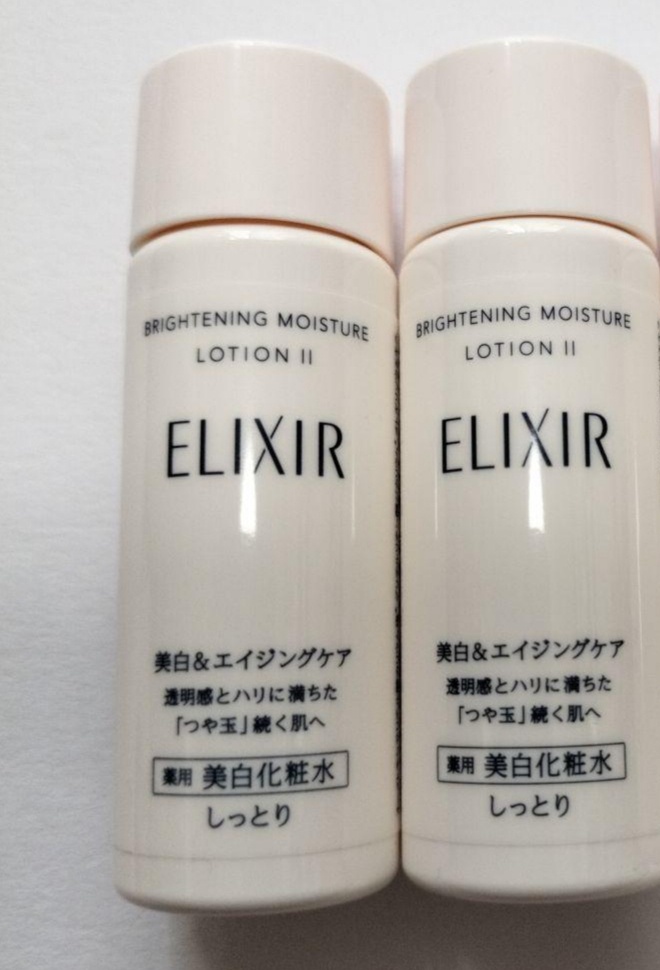 BRIGHTENING MOISTURE
LOTION II
ELIXIR
美白&エイジングケア
透明感とハリに満ちた
「つや玉」続く肌へ
薬用 美白化粧水
しっとり
BRIGHTENING MOISTURE
LOTION II
ELIXIR
美白&エイジングケア
透明感とハリに満ちた
「つや玉」続く肌へ
薬用 美白化粧水
しっとり